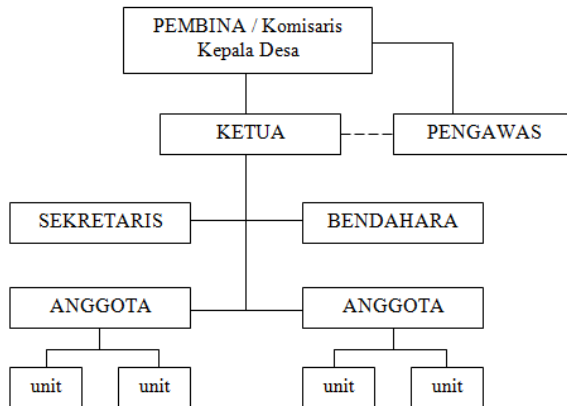 PEMBINA / Komisaris
Kepala Desa
KETUA
PENGAWAS
SEKRETARIS
BENDAHARA
ANGGOTA
ANGGOTA
unit
unit
unit
unit